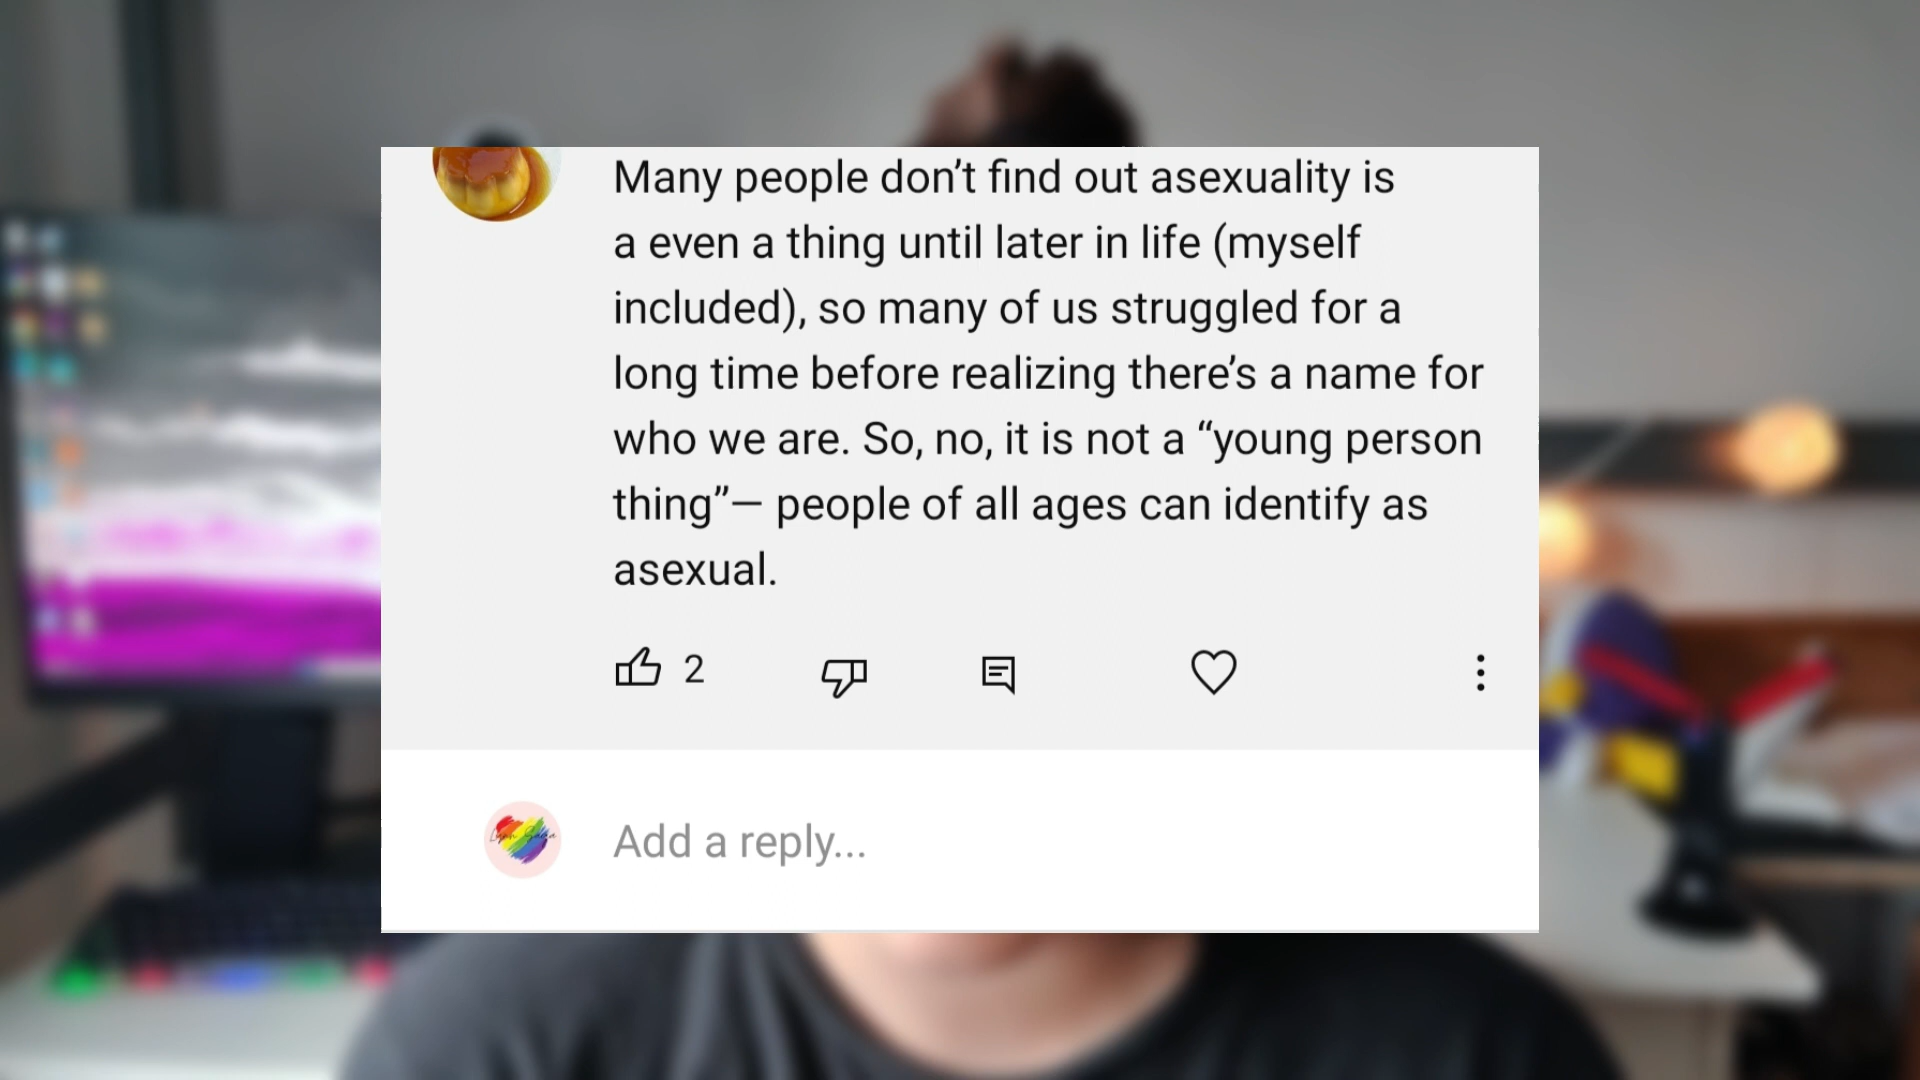 Many people don’t find out asexuality is
a even a thing until later in life (myself
included), so many of us struggled for a
long time before realizing there’s a name for
who we are. So, no, it is not a “young person
thing”— people of all ages can identify as
asexual.
2
Add a reply...